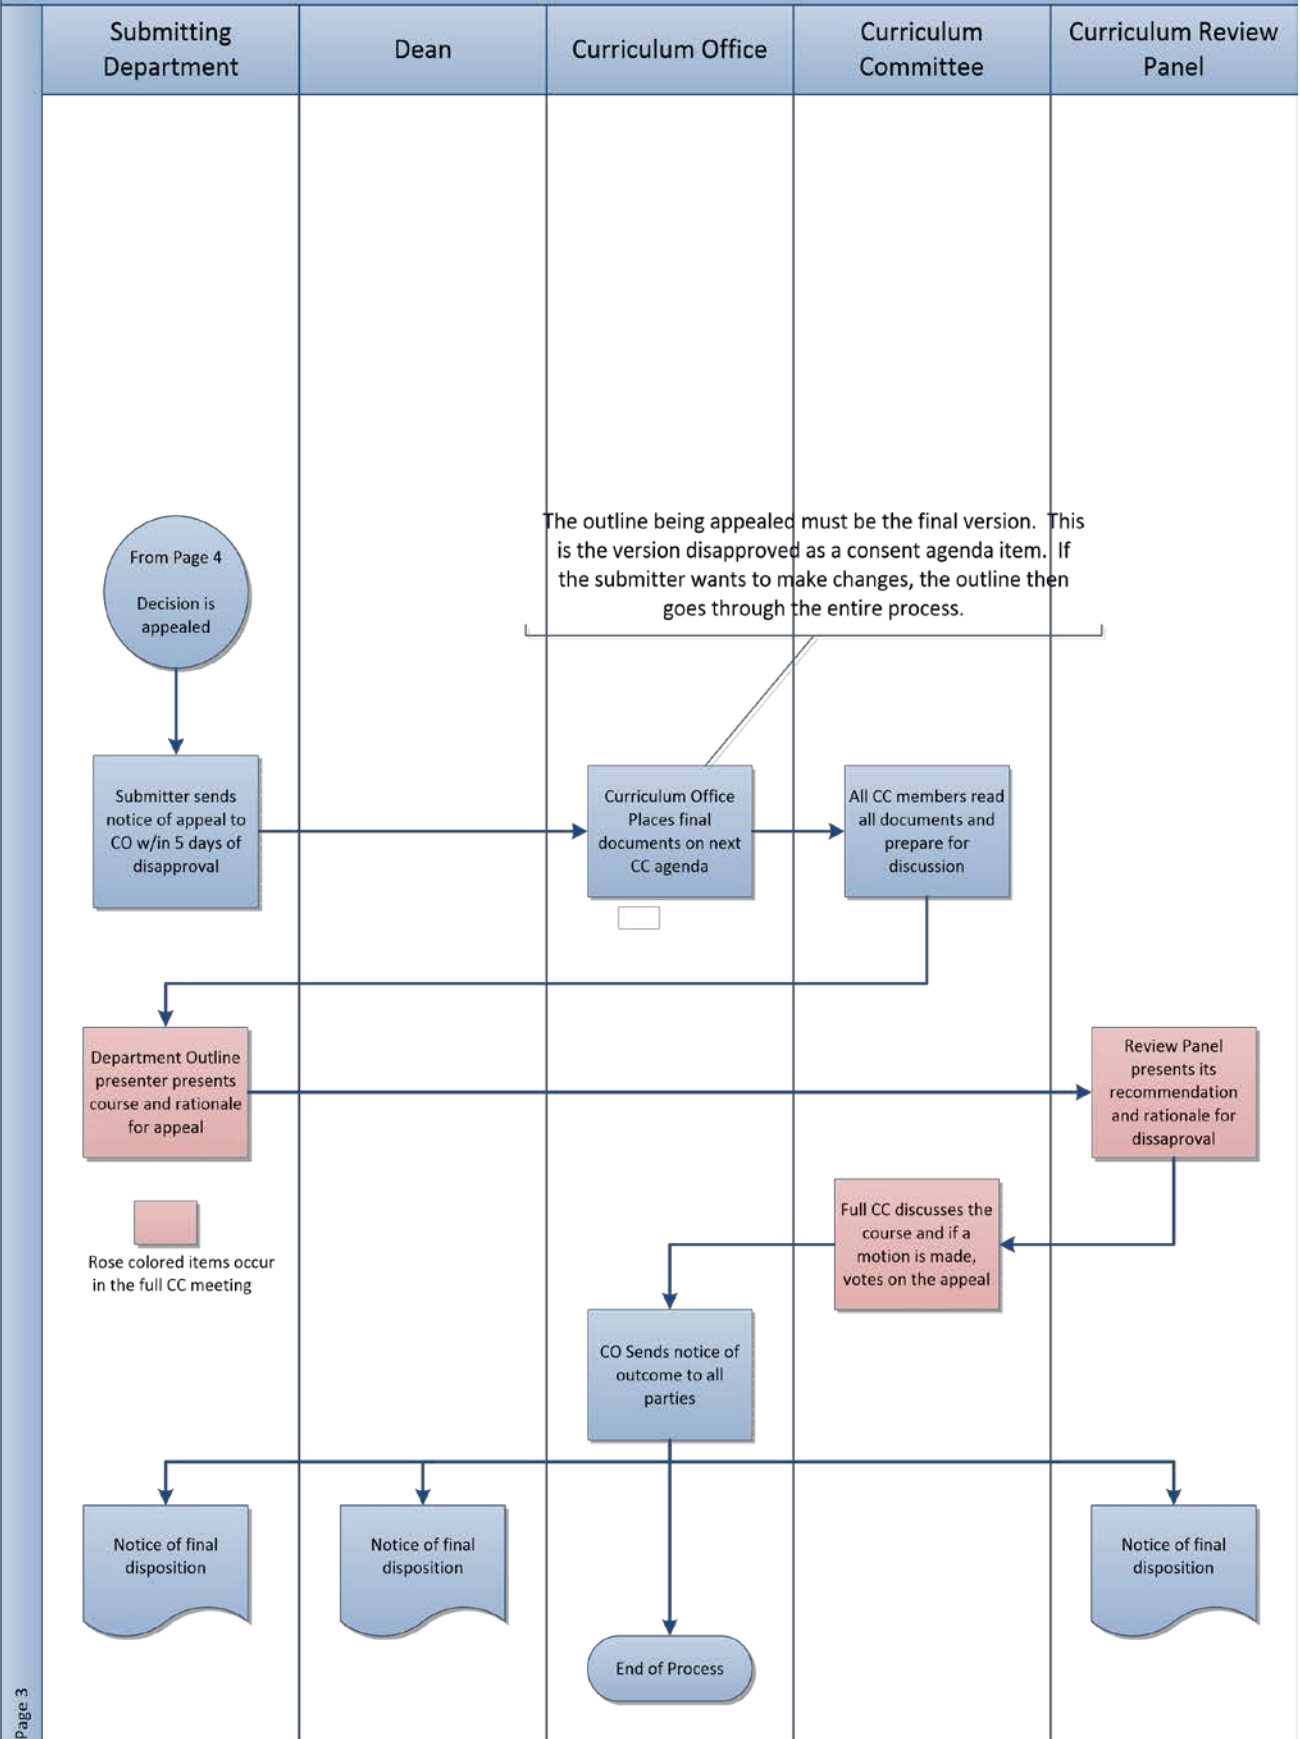 Submitting
Department
Dean
Curriculum Office
Curriculum
Committee
Curriculum Review
Panel
From Page 4
Decision is
appealed
The outline being appealed must be the final version.  This
is the version disapproved as a consent agenda item.  If
the submitter wants to make changes, the outline then
goes through the entire process.
Submitter sends
notice of appeal to
CO w/in 5 days of
disapproval
Curriculum Office
Places final
documents on next
CC agenda
All CC members read
all documents and
prepare for
discussion
Department Outline
presenter presents
course and rationale
for appeal
Review Panel
presents its
recommendation
and rationale for
dissaproval
Rose colored items occur
in the full CC meeting
Full CC discusses the
course and if a
motion is made,
votes on the appeal
CO Sends notice of
outcome to all
parties
Notice of final
disposition
Notice of final
disposition
Notice of final
disposition
End of Process
Page 3